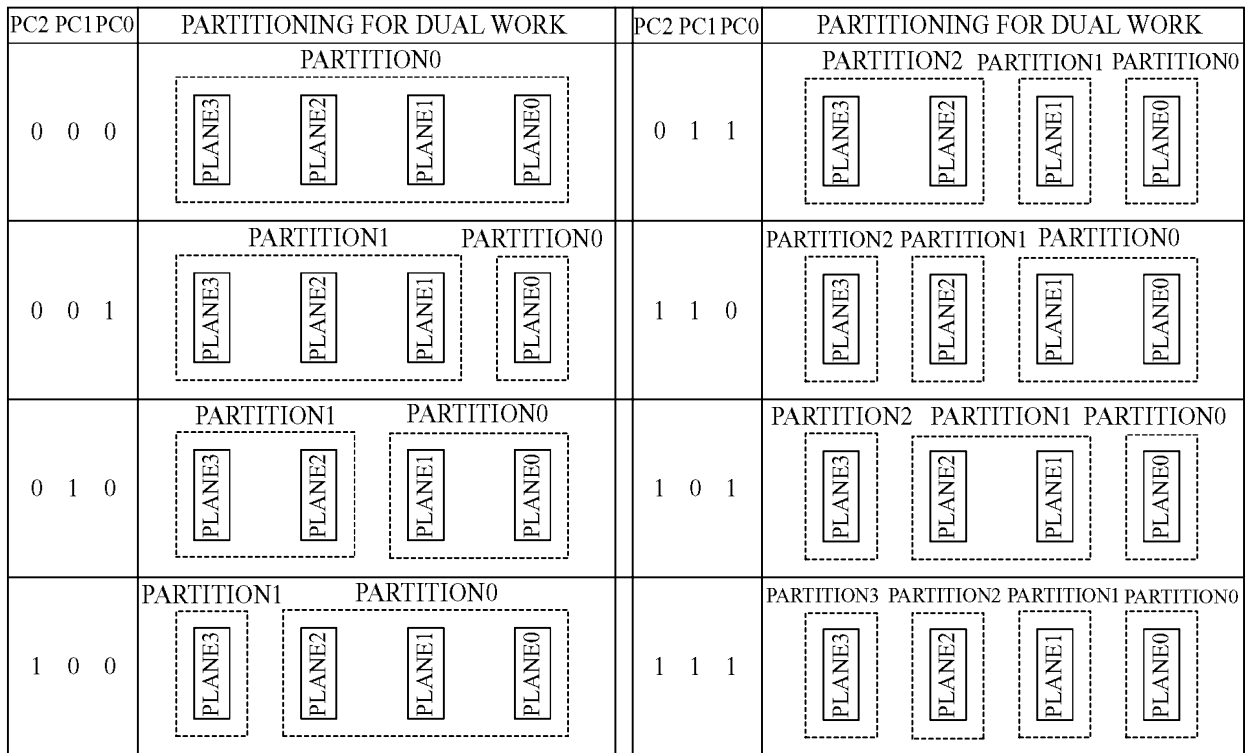 PC2 PC1PC0 PARTITIONING FOR DUAL WORK
PARTITION0
0 0 0
PLANE3 PLANE2 PLANE1 PLANE0
PARTITION1 PARTITION0
0 0 1
PLANE3 PLANE2 PLANE1 PLANE0
PARTITION1 PARTITION0
0 1 0
PLANE3 PLANE2 PLANE1 PLANE0
PARTITION1 PARTITION0
1 0 0
PLANE3 PLANE2 PLANE1 PLANE0
PC2 PC1PC0 PARTITIONING FOR DUAL WORK
PARTITION2 PARTITION1 PARTITION0
0 1 1
PLANE3 PLANE2 PLANE1 PLANE0
PARTITION2 PARTITION1 PARTITION0
1 1 0
PLANE3 PLANE2 PLANE1 PLANE0
PARTITION2 PARTITION1 PARTITION0
1 0 1
PLANE3 PLANE2 PLANE1 PLANE0
PARTITION3 PARTITION2 PARTITION1 PARTITION0
1 1 1
PLANE3 PLANE2 PLANE1 PLANE0